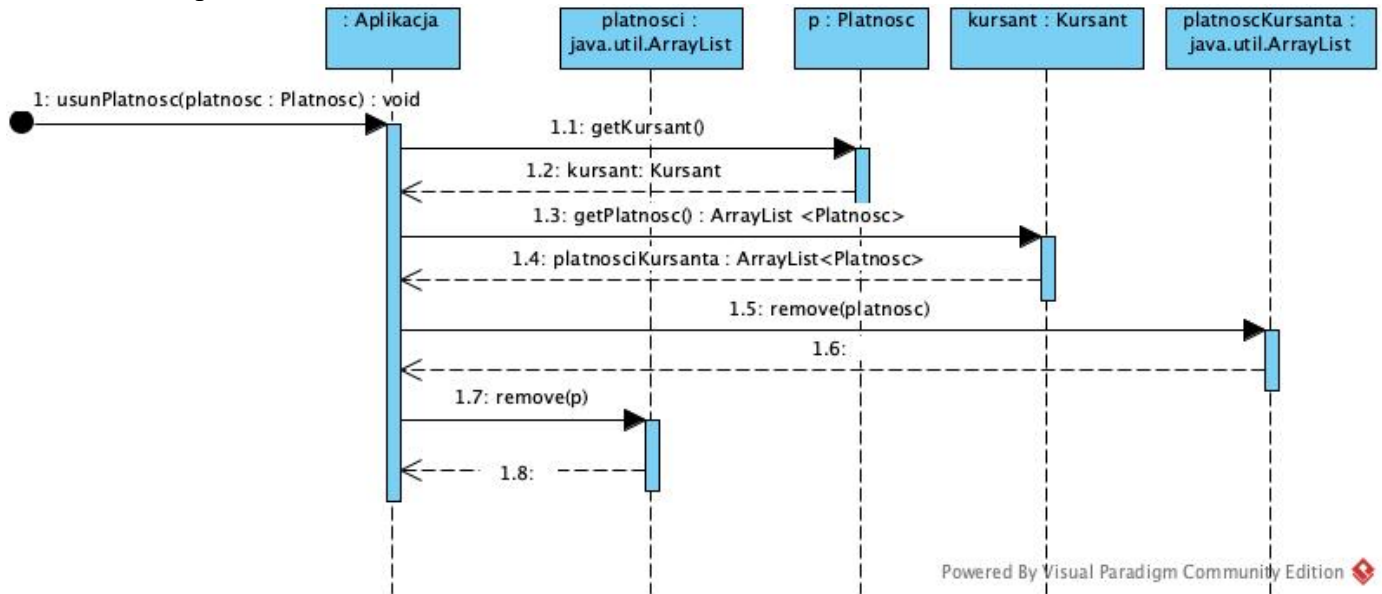 : Aplikacja
platnosci :
java.util.ArrayList
p : Platnosc
kursant : Kursant
platnoscKursanta :
java.util.ArrayList
1: usunPlatnosc(platnosc : Platnosc) : void
1.1: getKursant()
1.2: kursant: Kursant
1.3: getPlatnosc() : ArrayList <Platnosc>
1.4: platnosciKursanta : ArrayList<Platnosc>
1.5: remove(platnosc)
1.6:
1.7: remove(p)
1.8:
Powered By Visual Paradigm Community Edition